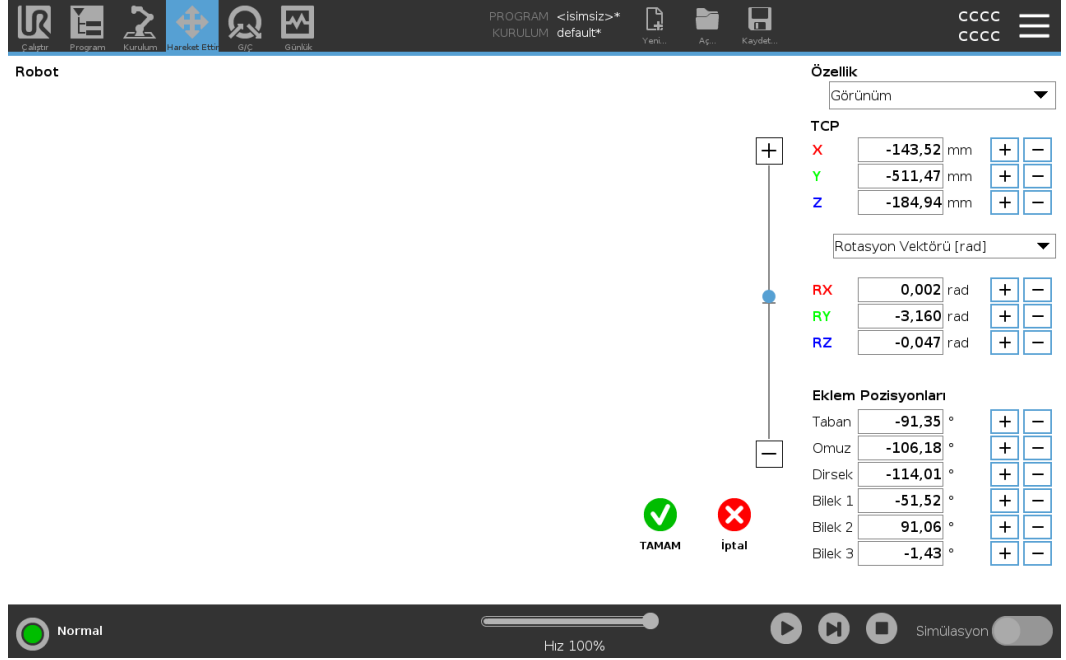 PROGRAM <isimsiz>*
KURULUM default*
Çalıştır Program Kurulum Hareket Ettir G/Ç Günlük
Yeni... Aç... Kaydet...
CCCC
CCCC
Robot
Özellik
Görünüm
TCP
X -143,52 mm + −
Y -511,47 mm + −
Z -184,94 mm + −
Rotasyon Vektörü [rad]
RX 0,002 rad + −
RY -3,160 rad + −
RZ -0,047 rad + −
Eklem Pozisyonları
Taban -91,35 ° + −
Omuz -106,18 ° + −
Dirsek -114,01 ° + −
Bilek 1 -51,52 ° + −
Bilek 2 91,06 ° + −
Bilek 3 -1,43 ° + −
TAMAM İptal
Normal
Hız 100%
Simülasyon